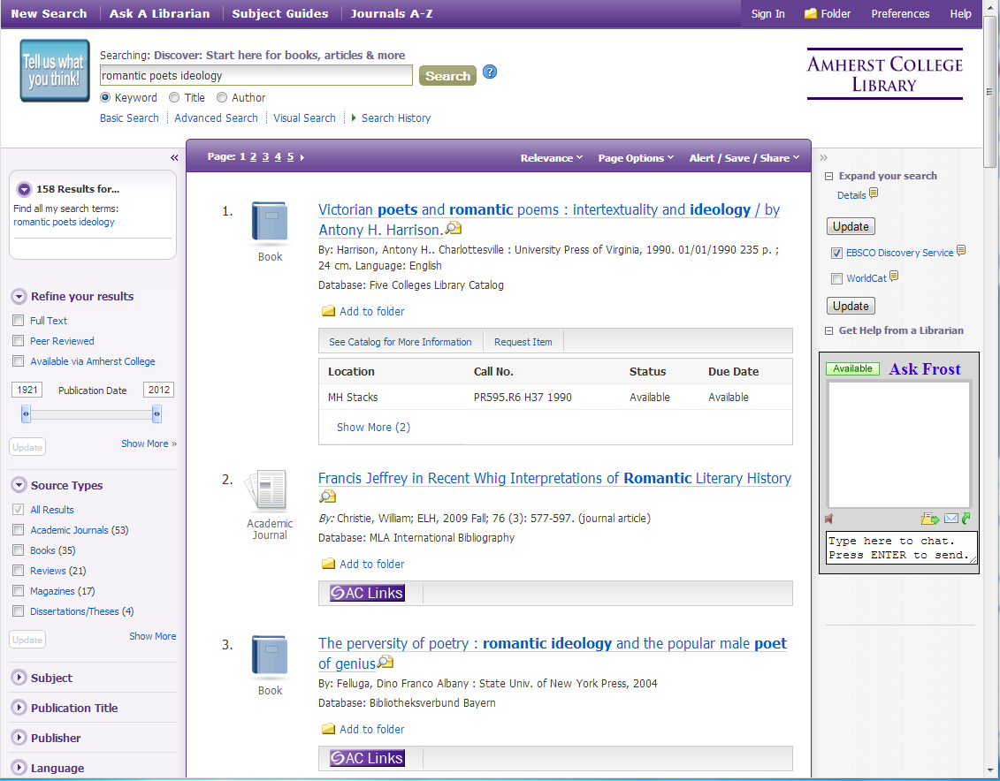 New Search Ask A Librarian Subject Guides Journals A-Z Sign In Folder Preferences Help
Tell us what
you think!
Searching: Discover: Start here for books, articles & more
romantic poets ideology Search ?
Keyword Title Author
Basic Search Advanced Search Visual Search Search History
AMHERST COLLEGE
LIBRARY
«
158 Results for...
Find all my search terms:
romantic poets ideology
Refine your results
Full Text
Peer Reviewed
Available via Amherst College
1921 Publication Date 2012
Update Show More »
Source Types
All Results
Academic Journals (53)
Books (35)
Reviews (21)
Magazines (17)
Dissertations/Theses (4)
Update Show More
Subject
Publication Title
Publisher
Language
Page: 1 2 3 4 5 Relevance Page Options Alert / Save / Share
1.
Book
Victorian poets and romantic poems : intertextuality and ideology / by
Antony H. Harrison.
By: Harrison, Antony H.. Charlottesville : University Press of Virginia, 1990. 01/01/1990 235 p. ;
24 cm. Language: English
Database: Five Colleges Library Catalog
Add to folder
See Catalog for More Information Request Item
Location Call No. Status Due Date
MH Stacks PR595.R6 H37 1990 Available Available
Show More (2)
2.
Academic
Journal
Francis Jeffrey in Recent Whig Interpretations of Romantic Literary History
By: Christie, William; ELH, 2009 Fall; 76 (3): 577-597. (journal article)
Database: MLA International Bibliography
Add to folder
AC Links
3.
Book
The perversity of poetry : romantic ideology and the popular male poet
of genius
By: Felluga, Dino Franco Albany : State Univ. of New York Press, 2004
Database: Bibliotheksverbund Bayern
Add to folder
AC Links
»
Expand your search
Details
Update
EBSCO Discovery Service
WorldCat
Update
Get Help from a Librarian
Available Ask Frost
Type here to chat.
Press ENTER to send.